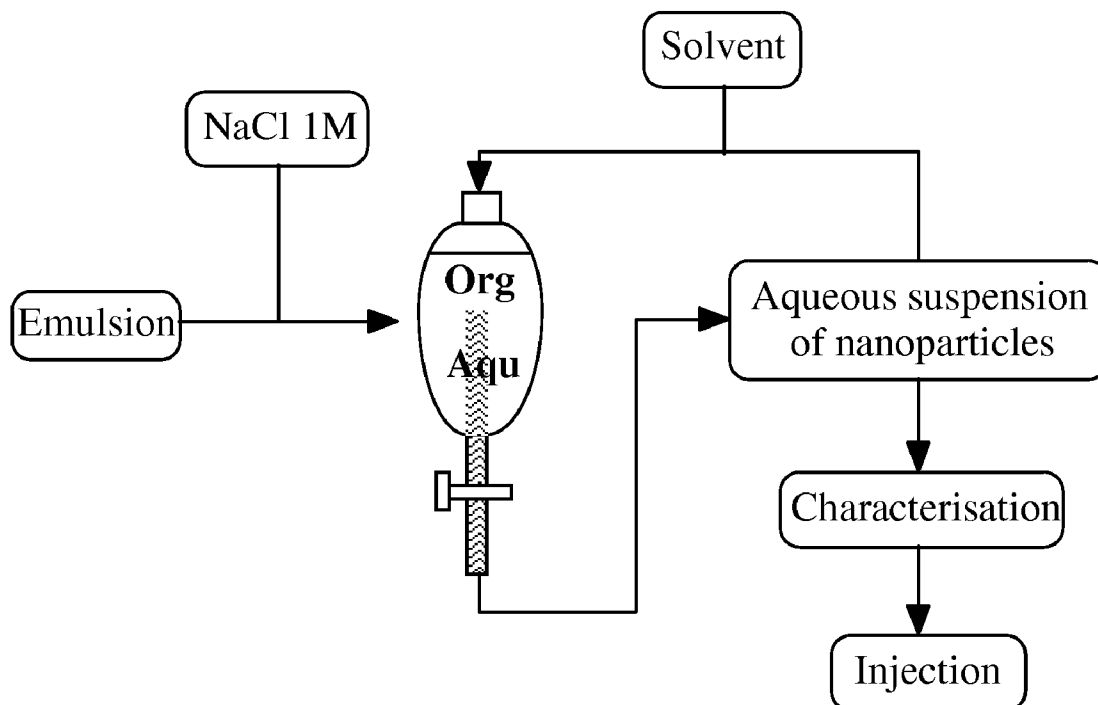 Solvent
NaCl 1M
Org
Emulsion
Aqu
Aqueous suspension
of nanoparticles
Characterisation
Injection